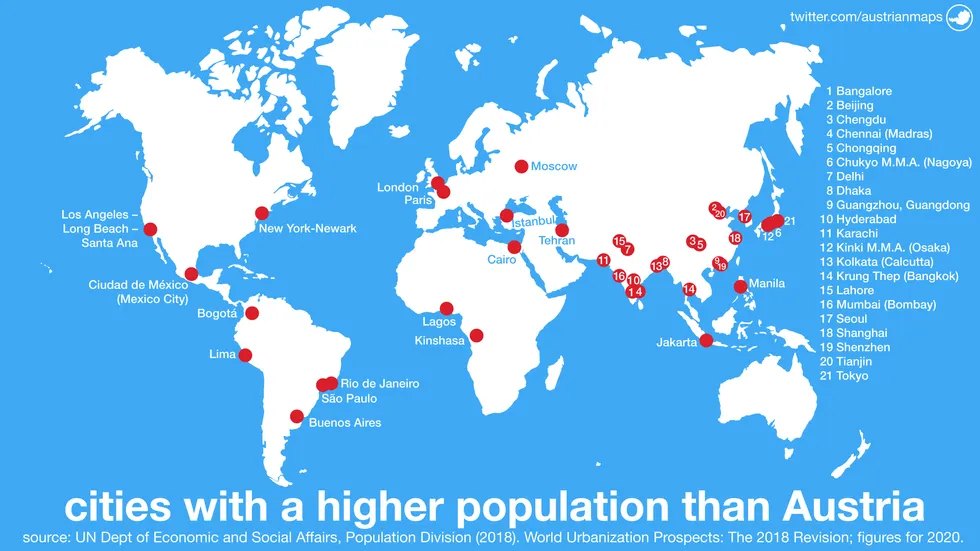 twitter.com/austrianmaps
1 Bangalore
2 Beijing
3 Chengdu
4 Chennai (Madras)
5 Chongqing
6 Chukyo M.M.A. (Nagoya)
7 Delhi
8 Dhaka
9 Guangzhou, Guangdong
10 Hyderabad
11 Karachi
12 Kinki M.M.A. (Osaka)
13 Kolkata (Calcutta)
14 Krung Thep (Bangkok)
15 Lahore
16 Mumbai (Bombay)
17 Seoul
18 Shanghai
19 Shenzhen
20 Tianjin
21 Tokyo
Moscow
London
Paris
Los Angeles –
Long Beach –
Santa Ana
New York-Newark
Istanbul
Tehran
Cairo
Ciudad de México
(Mexico City)
Bogotá
Lima
Rio de Janeiro
São Paulo
Buenos Aires
Lagos
Kinshasa
Jakarta
Manila
2
20
17
21
12 6
18
3 5
15
7
11
13 8
9
19
16
10
1 4
14
cities with a higher population than Austria
source: UN Dept of Economic and Social Affairs, Population Division (2018). World Urbanization Prospects: The 2018 Revision; figures for 2020.